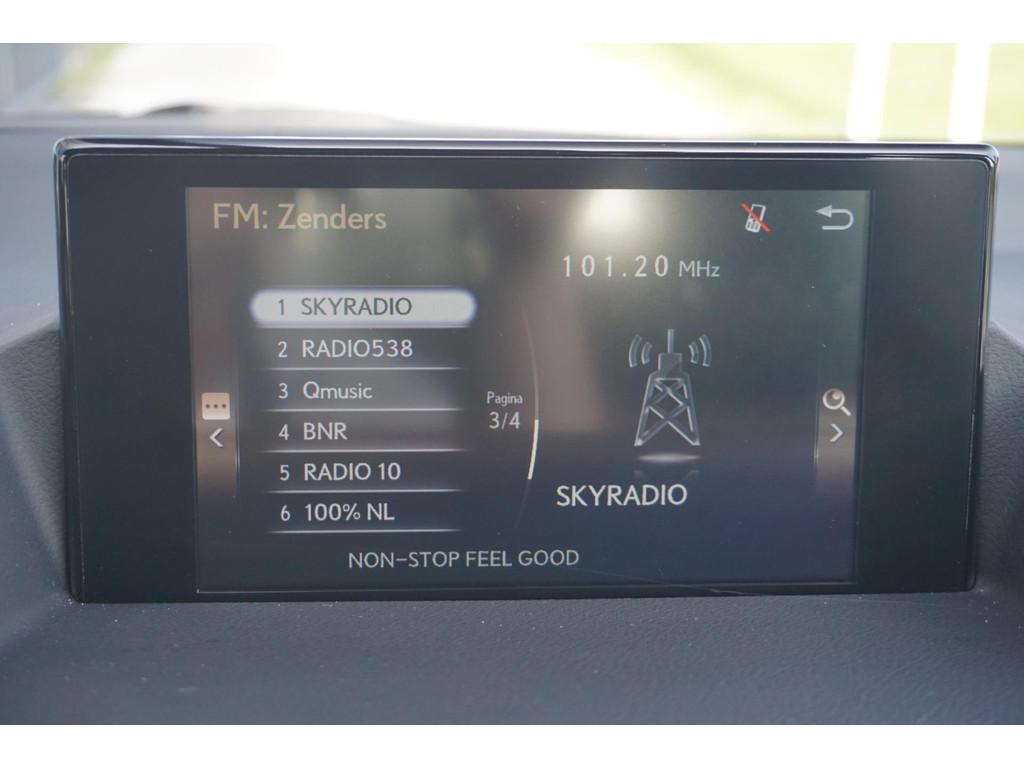 FM: Zenders
101.20 MHz
1 SKYRADIO
2 RADIO538
3 Qmusic
4 BNR
5 RADIO 10
6 100% NL
Pagina
3/4
SKYRADIO
NON-STOP FEEL GOOD